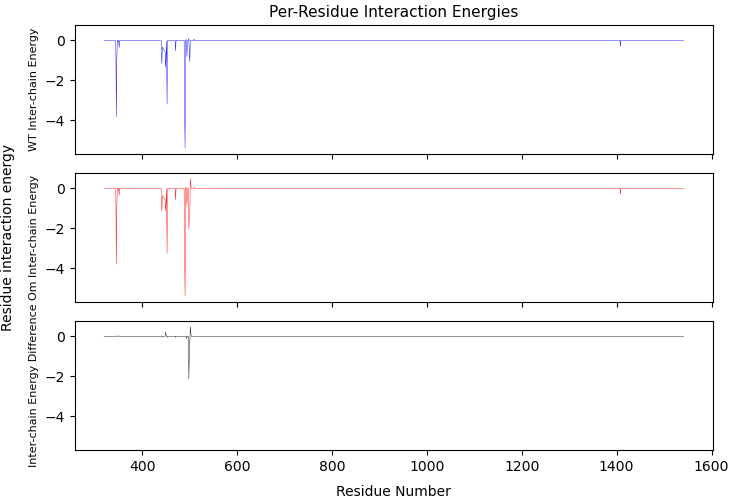 Per-Residue Interaction Energies
Residue interaction energy
WT Inter-chain Energy
0
−2
−4
Om Inter-chain Energy
0
−2
−4
Inter-chain Energy Difference
0
−2
−4
400
600
800
1000
1200
1400
1600
Residue Number